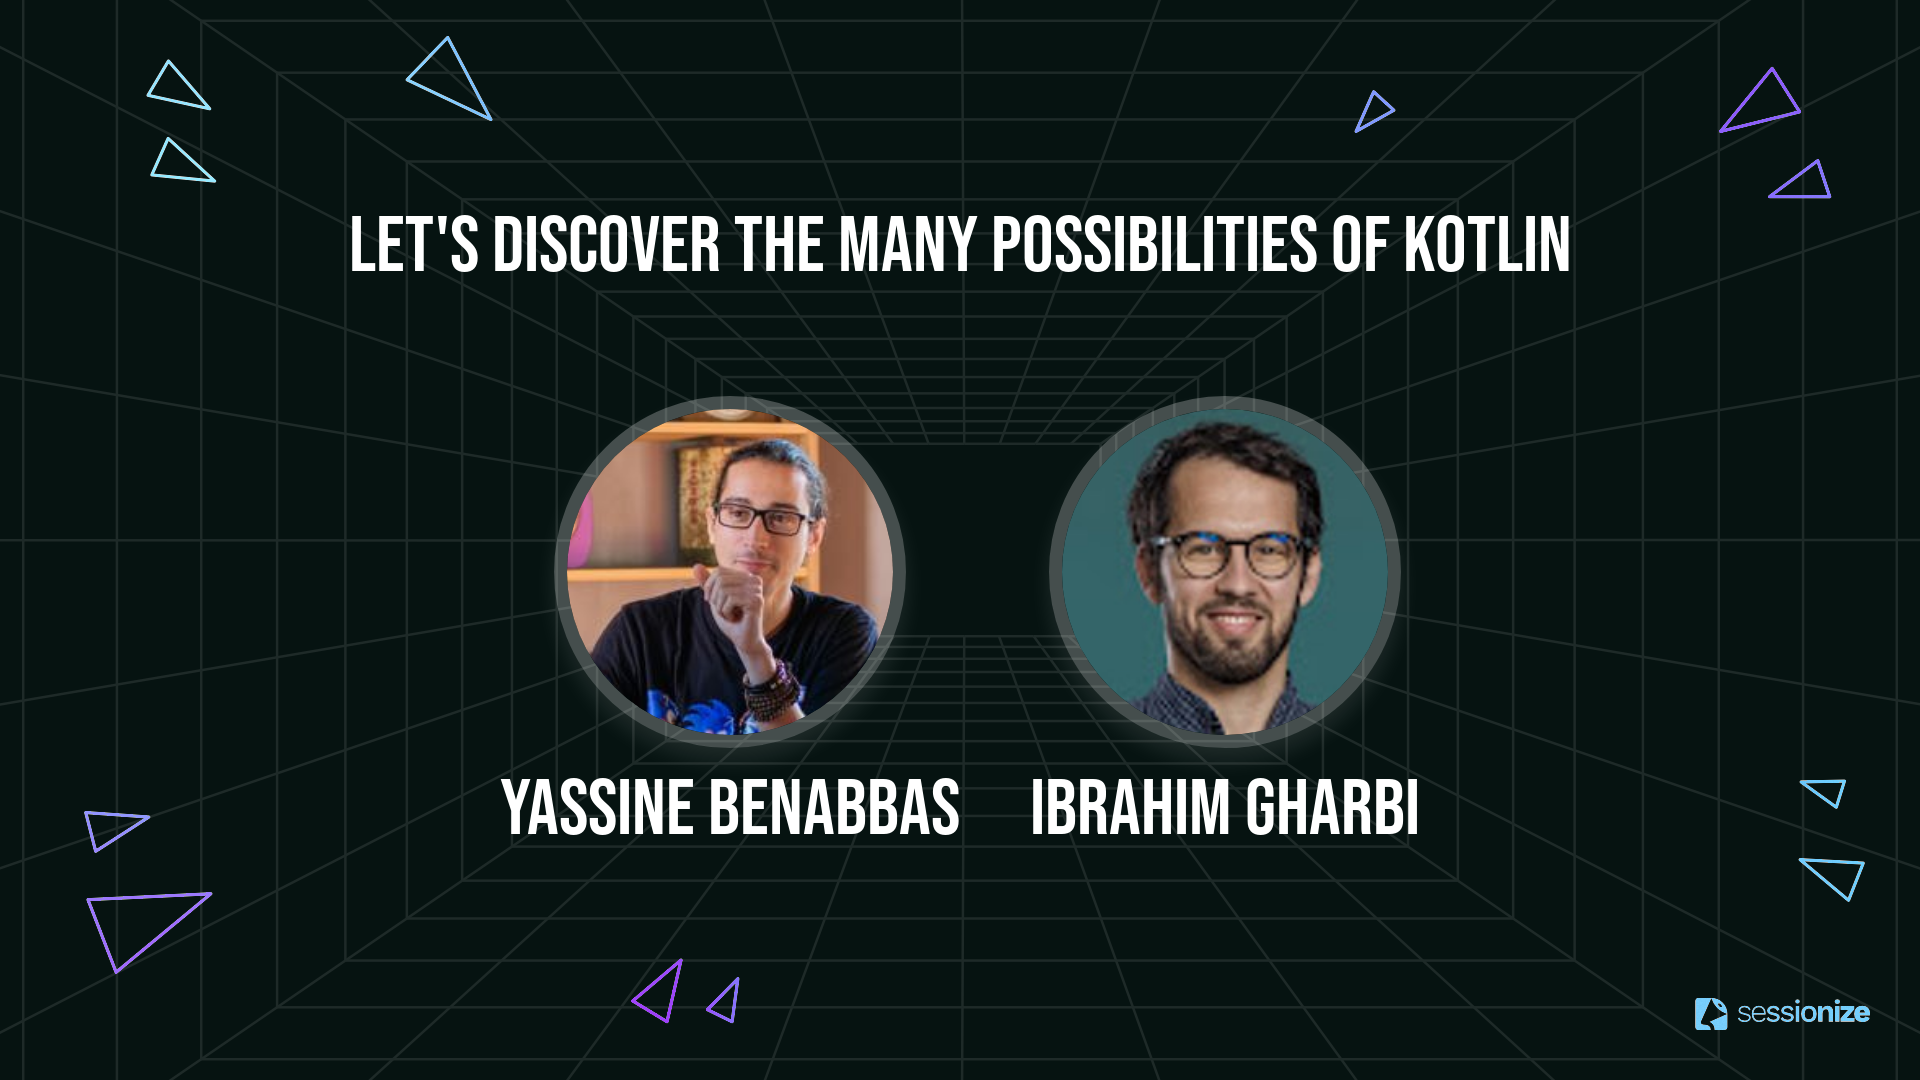 LET'S DISCOVER THE MANY POSSIBILITIES OF KOTLIN
YASSINE BENABBAS
IBRAHIM GHARBI
sessionize